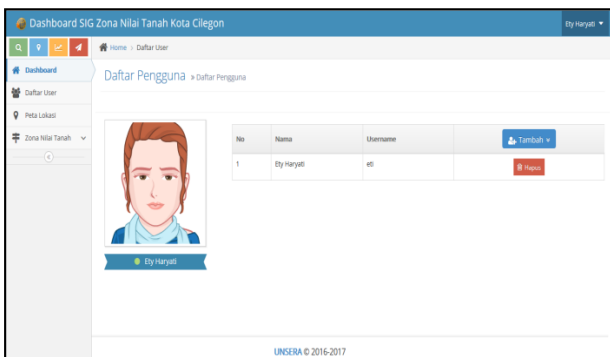 Dashboard SIG Zona Nilai Tanah Kota Cilegon
Ety Haryati
Home › Daftar User
Dashboard
Daftar User
Peta Lokasi
Zona Nilai Tanah
Daftar Pengguna » Daftar Pengguna
No Nama Username Tambah
1 Ety Haryati eti Hapus
Ety Haryati
UNSERA © 2016-2017